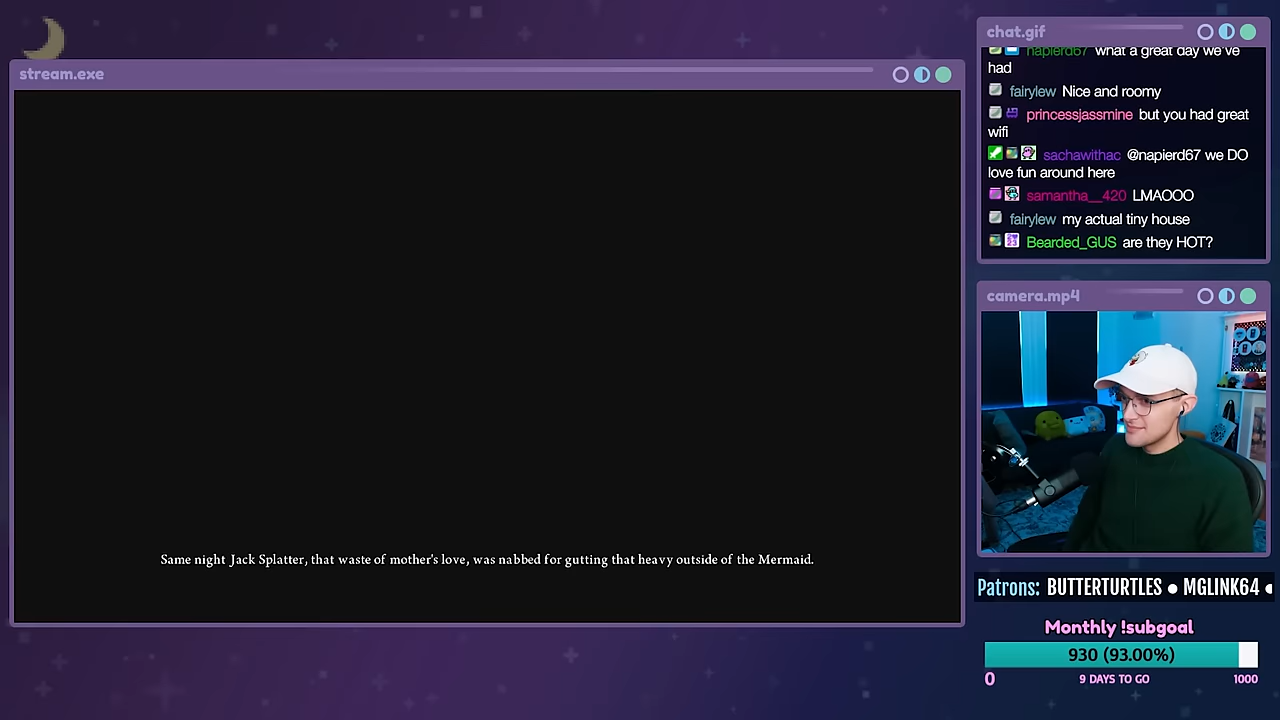 stream.exe
Same night Jack Splatter, that waste of mother's love, was nabbed for gutting that heavy outside of the Mermaid.
chat.gif
napierd67 what a great day we've
had
fairylew Nice and roomy
princessjassmine but you had great
wifi
sachawithac @napierd67 we DO
love fun around here
samantha__420 LMAOOO
fairylew my actual tiny house
Bearded_GUS are they HOT?
camera.mp4
Patrons: BUTTERTURTLES ● MGLINK64 ●
Monthly !subgoal
930 (93.00%)
0 9 DAYS TO GO 1000